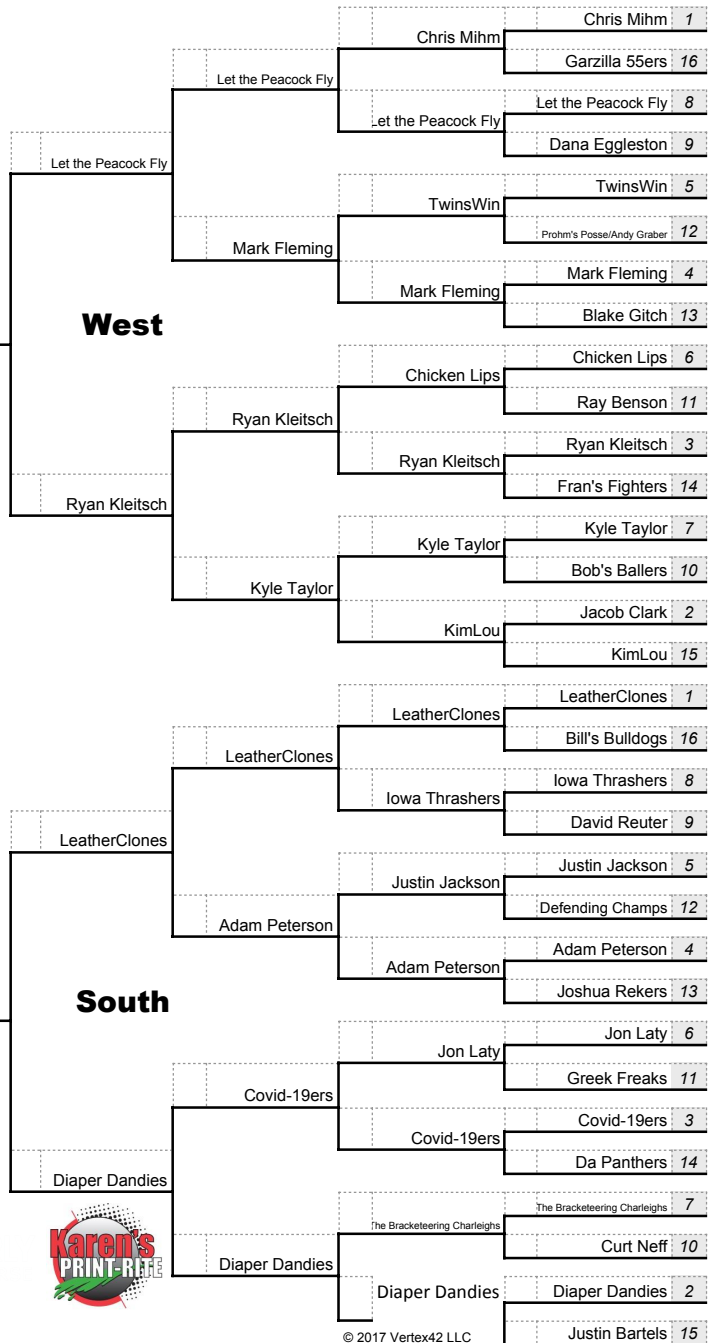 Chris Mihm 1
Chris Mihm
Garzilla 55ers 16
Let the Peacock Fly
Let the Peacock Fly 8
Let the Peacock Fly
Dana Eggleston 9
Let the Peacock Fly
TwinsWin 5
TwinsWin
Prohm's Posse/Andy Graber 12
Mark Fleming
Mark Fleming 4
Mark Fleming
Blake Gitch 13
West
Chicken Lips 6
Chicken Lips
Ray Benson 11
Ryan Kleitsch
Ryan Kleitsch 3
Ryan Kleitsch
Fran's Fighters 14
Ryan Kleitsch
Kyle Taylor 7
Kyle Taylor
Bob's Ballers 10
Kyle Taylor
Jacob Clark 2
KimLou
KimLou 15
LeatherClones 1
LeatherClones
Bill's Bulldogs 16
LeatherClones
Iowa Thrashers 8
Iowa Thrashers
David Reuter 9
LeatherClones
Justin Jackson 5
Justin Jackson
Defending Champs 12
Adam Peterson
Adam Peterson 4
Adam Peterson
Joshua Rekers 13
South
Jon Laty 6
Jon Laty
Greek Freaks 11
Covid-19ers
Covid-19ers 3
Covid-19ers
Da Panthers 14
Diaper Dandies
The Bracketeering Charleighs 7
The Bracketeering Charleighs
Curt Neff 10
Karen's
PRINT-RITE
Diaper Dandies
Diaper Dandies 2
Diaper Dandies
Justin Bartels 15
© 2017 Vertex42 LLC